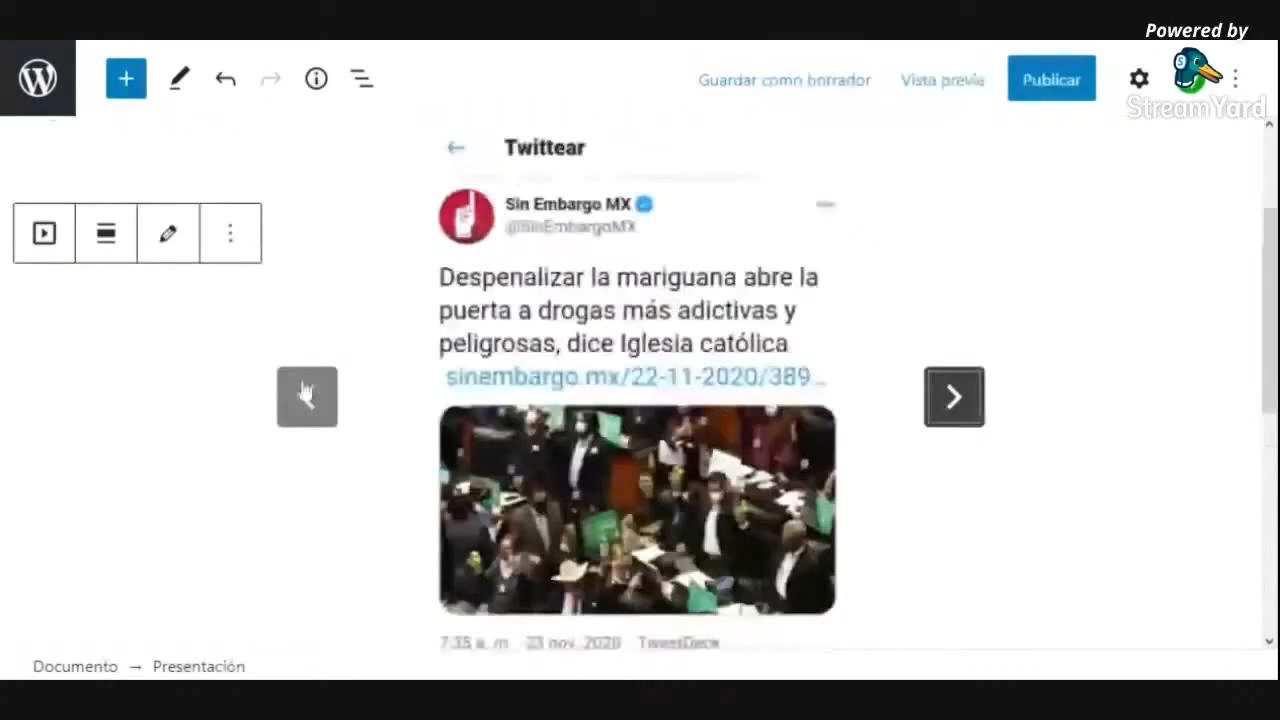 Powered by
StreamYard
Guardar como borrador
Vista previa
Publicar
Twittear
Sin Embargo MX
@SinEmbargoMX
Despenalizar la mariguana abre la
puerta a drogas más adictivas y
peligrosas, dice Iglesia católica
sinembargo.mx/22-11-2020/389...
7:35 a. m. 23 nov. 2020 TweetDeck
Documento → Presentación